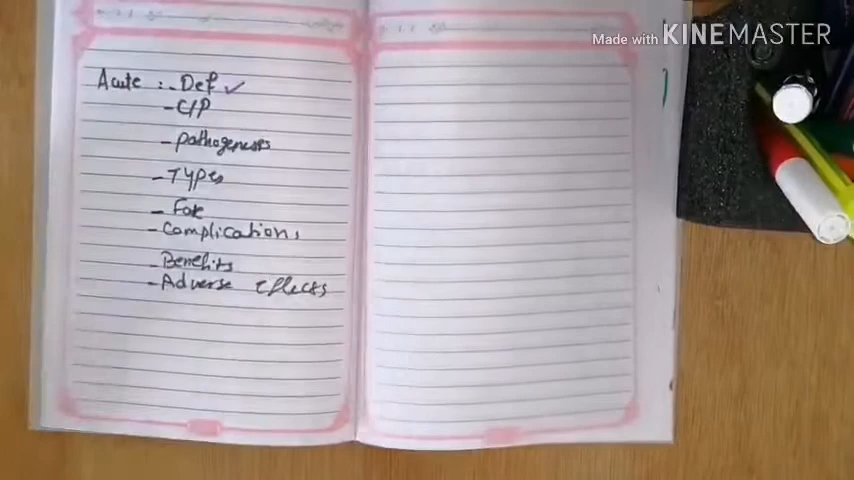 Made with KINEMASTER
Acute :- Def ✓
- C/P
- Pathogenesis
- Types
- Fate
- Complications
- Benefits
- Adverse effects